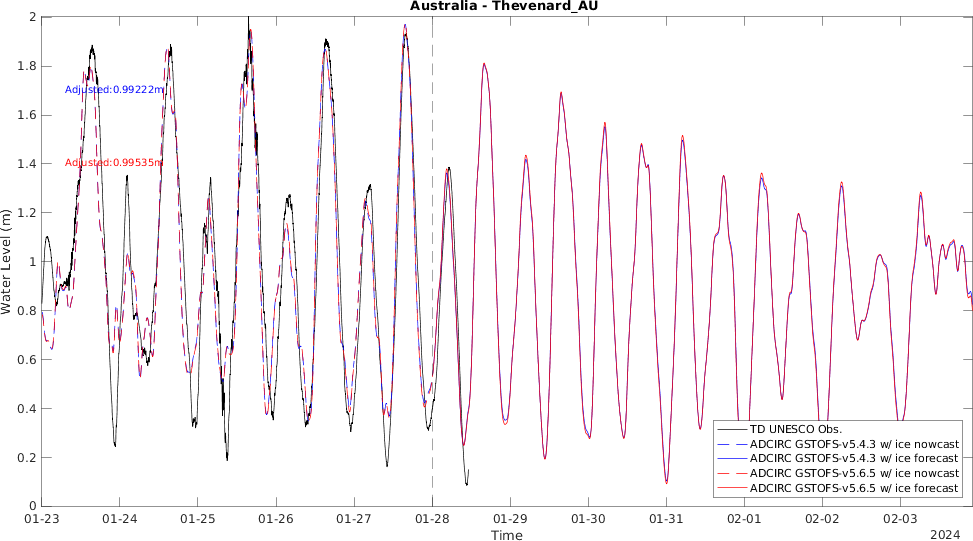 Australia - Thevenard_AU
2
1.8
1.6
1.4
1.2
1
0.8
0.6
0.4
0.2
0
Water Level (m)
Adjusted:0.99222m
Adjusted:0.99535m
TD UNESCO Obs.
ADCIRC GSTOFS-v5.4.3 w/ ice nowcast
ADCIRC GSTOFS-v5.4.3 w/ ice forecast
ADCIRC GSTOFS-v5.6.5 w/ ice nowcast
ADCIRC GSTOFS-v5.6.5 w/ ice forecast
01-23 01-24 01-25 01-26 01-27 01-28 01-29 01-30 01-31 02-01 02-02 02-03
Time
2024